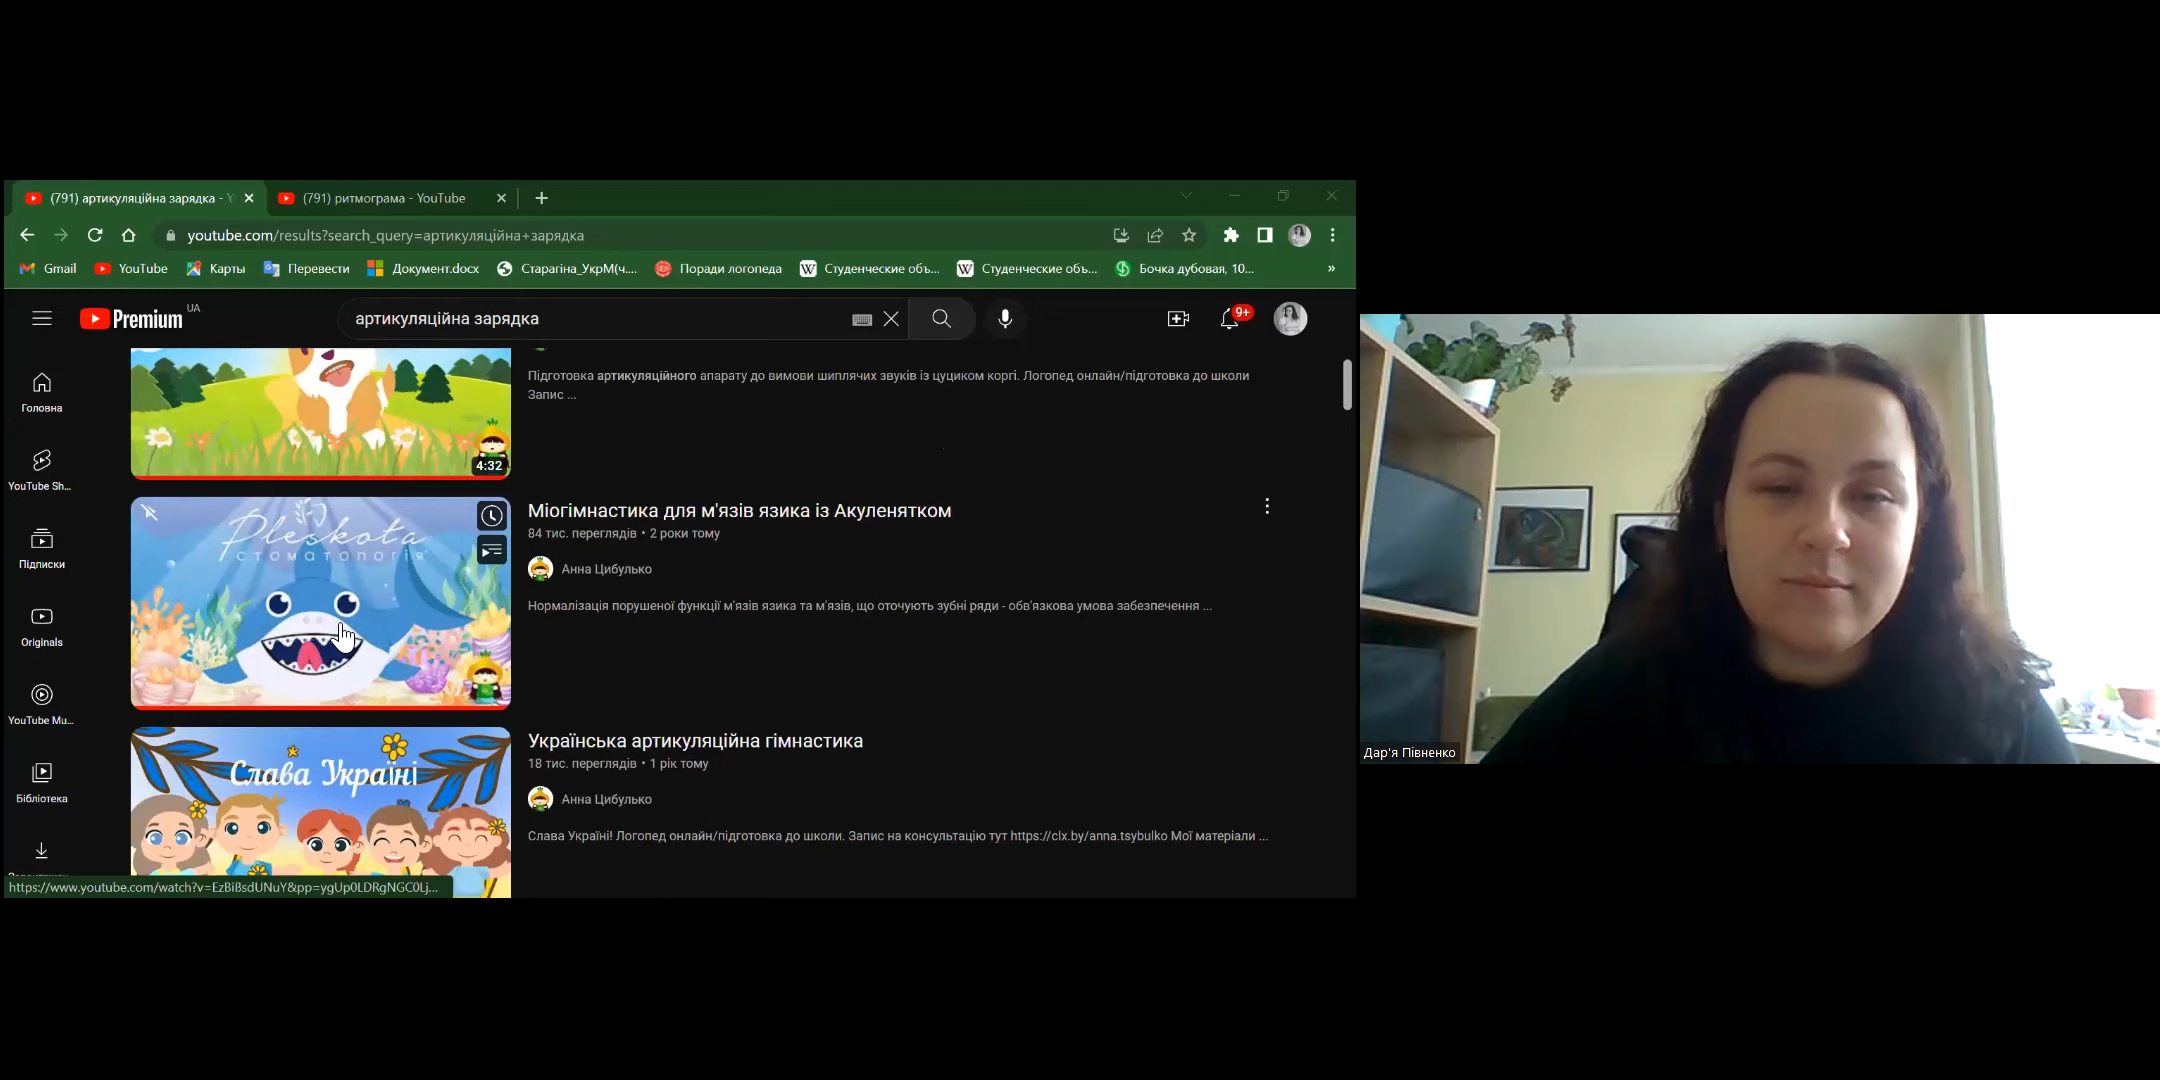 (791) артикуляційна зарядка - Y
(791) ритмограма - YouTube
youtube.com/results?search_query=артикуляційна+зарядка
Gmail
YouTube
Карты
Перевести
Документ.docx
Старагіна_УкрМ(ч....
Поради логопеда
Студенческие объ...
Студенческие объ...
Бочка дубовая, 10...
»
Premium
UA
артикуляційна зарядка
9+
Головна
YouTube Sh...
Підписки
Originals
YouTube Mu...
Бібліотека
4:32
Підготовка артикуляційного апарату до вимови шиплячих звуків із цуциком коргі. Логопед онлайн/підготовка до школи
Запис ...
Pleskota
СТОМАТОЛОГІЯ
Міогімнастика для м'язів язика із Акуленятком
84 тис. переглядів • 2 роки тому
Анна Цибулько
Нормалізація порушеної функції м'язів язика та м'язів, що оточують зубні ряди - обв'язкова умова забезпечення ...
Слава Україні
Українська артикуляційна гімнастика
18 тис. переглядів • 1 рік тому
Анна Цибулько
Слава Україні! Логопед онлайн/підготовка до школи. Запис на консультацію тут https://clx.by/anna.tsybulko Мої матеріали ...
https://www.youtube.com/watch?v=EzBiBsdUNuY&pp=ygUp0LDRgNGC0Lj...
Дар'я Півненко